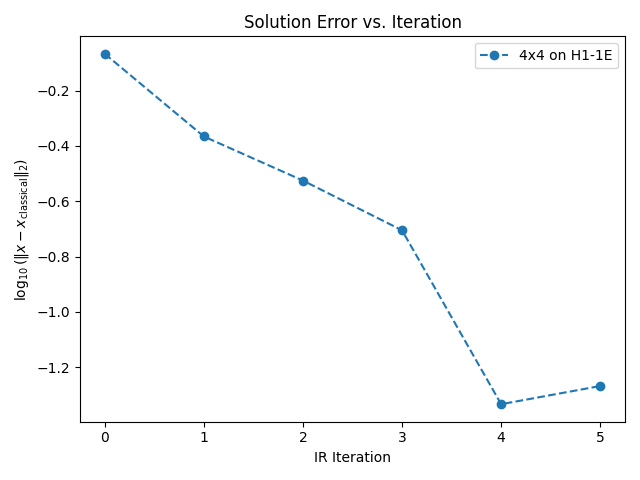 Solution Error vs. Iteration
4x4 on H1-1E
log₁₀(‖x − x_classical‖₂)
−0.2
−0.4
−0.6
−0.8
−1.0
−1.2
0 1 2 3 4 5
IR Iteration